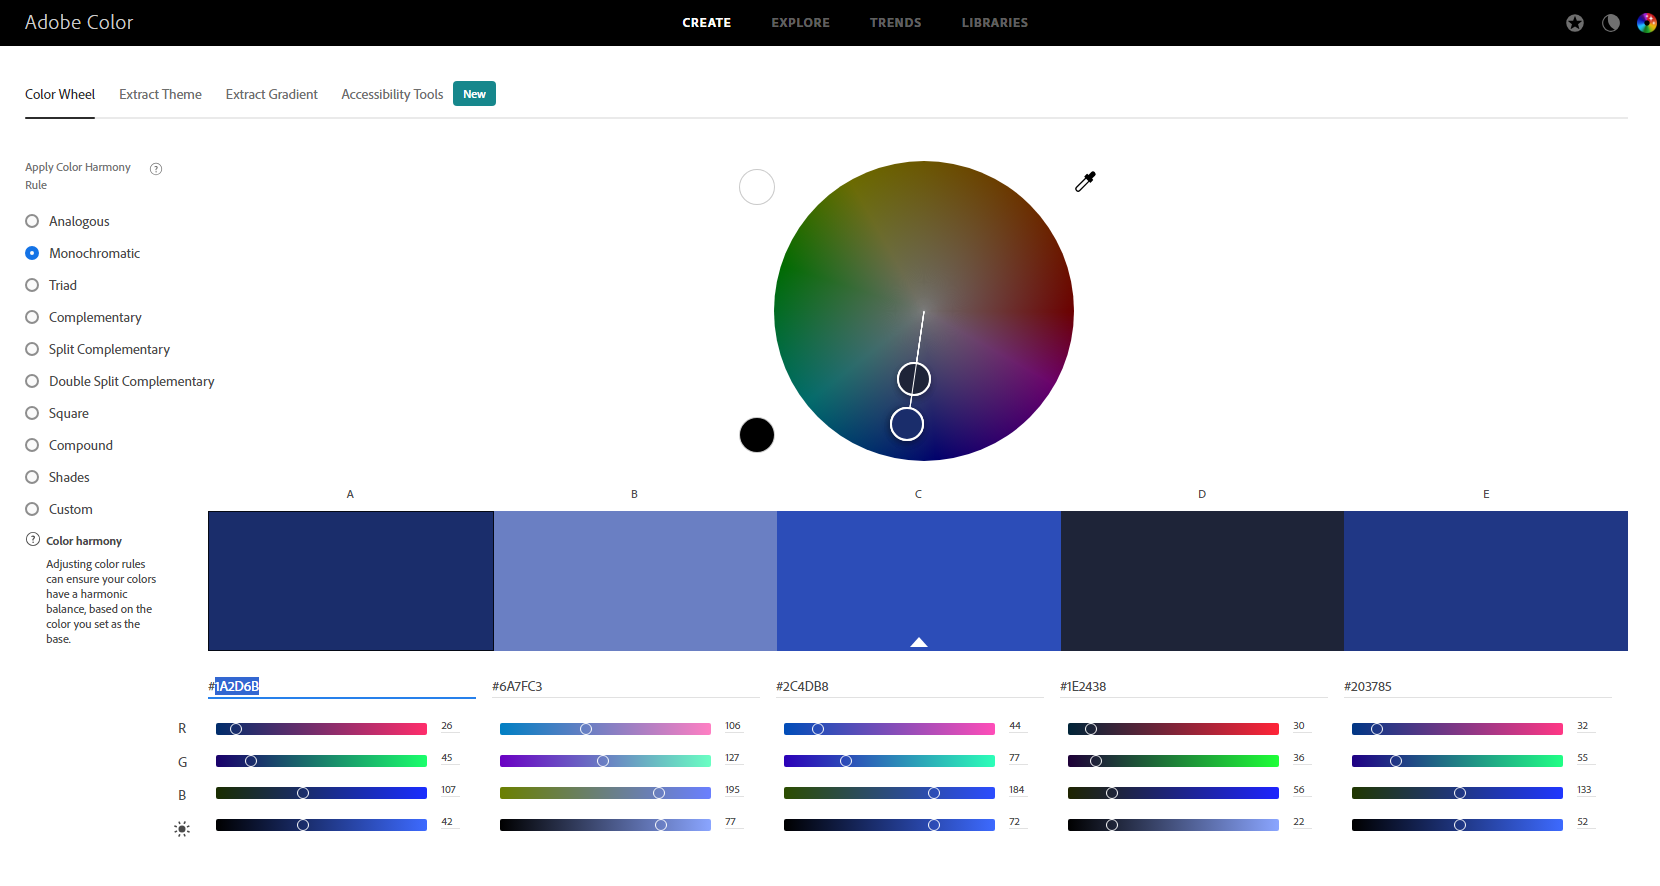 Adobe Color
CREATE EXPLORE TRENDS LIBRARIES
Color Wheel Extract Theme Extract Gradient Accessibility Tools New
Apply Color Harmony
Rule
?
Analogous
Monochromatic
Triad
Complementary
Split Complementary
Double Split Complementary
Square
Compound
Shades
Custom
? Color harmony
Adjusting color rules
can ensure your colors
have a harmonic
balance, based on the
color you set as the
base.
A B C D E
#1A2D6B #6A7FC3 #2C4DB8 #1E2438 #203785
R 26 106 44 30 32
G 45 127 77 36 55
B 107 195 184 56 133
42 77 72 22 52